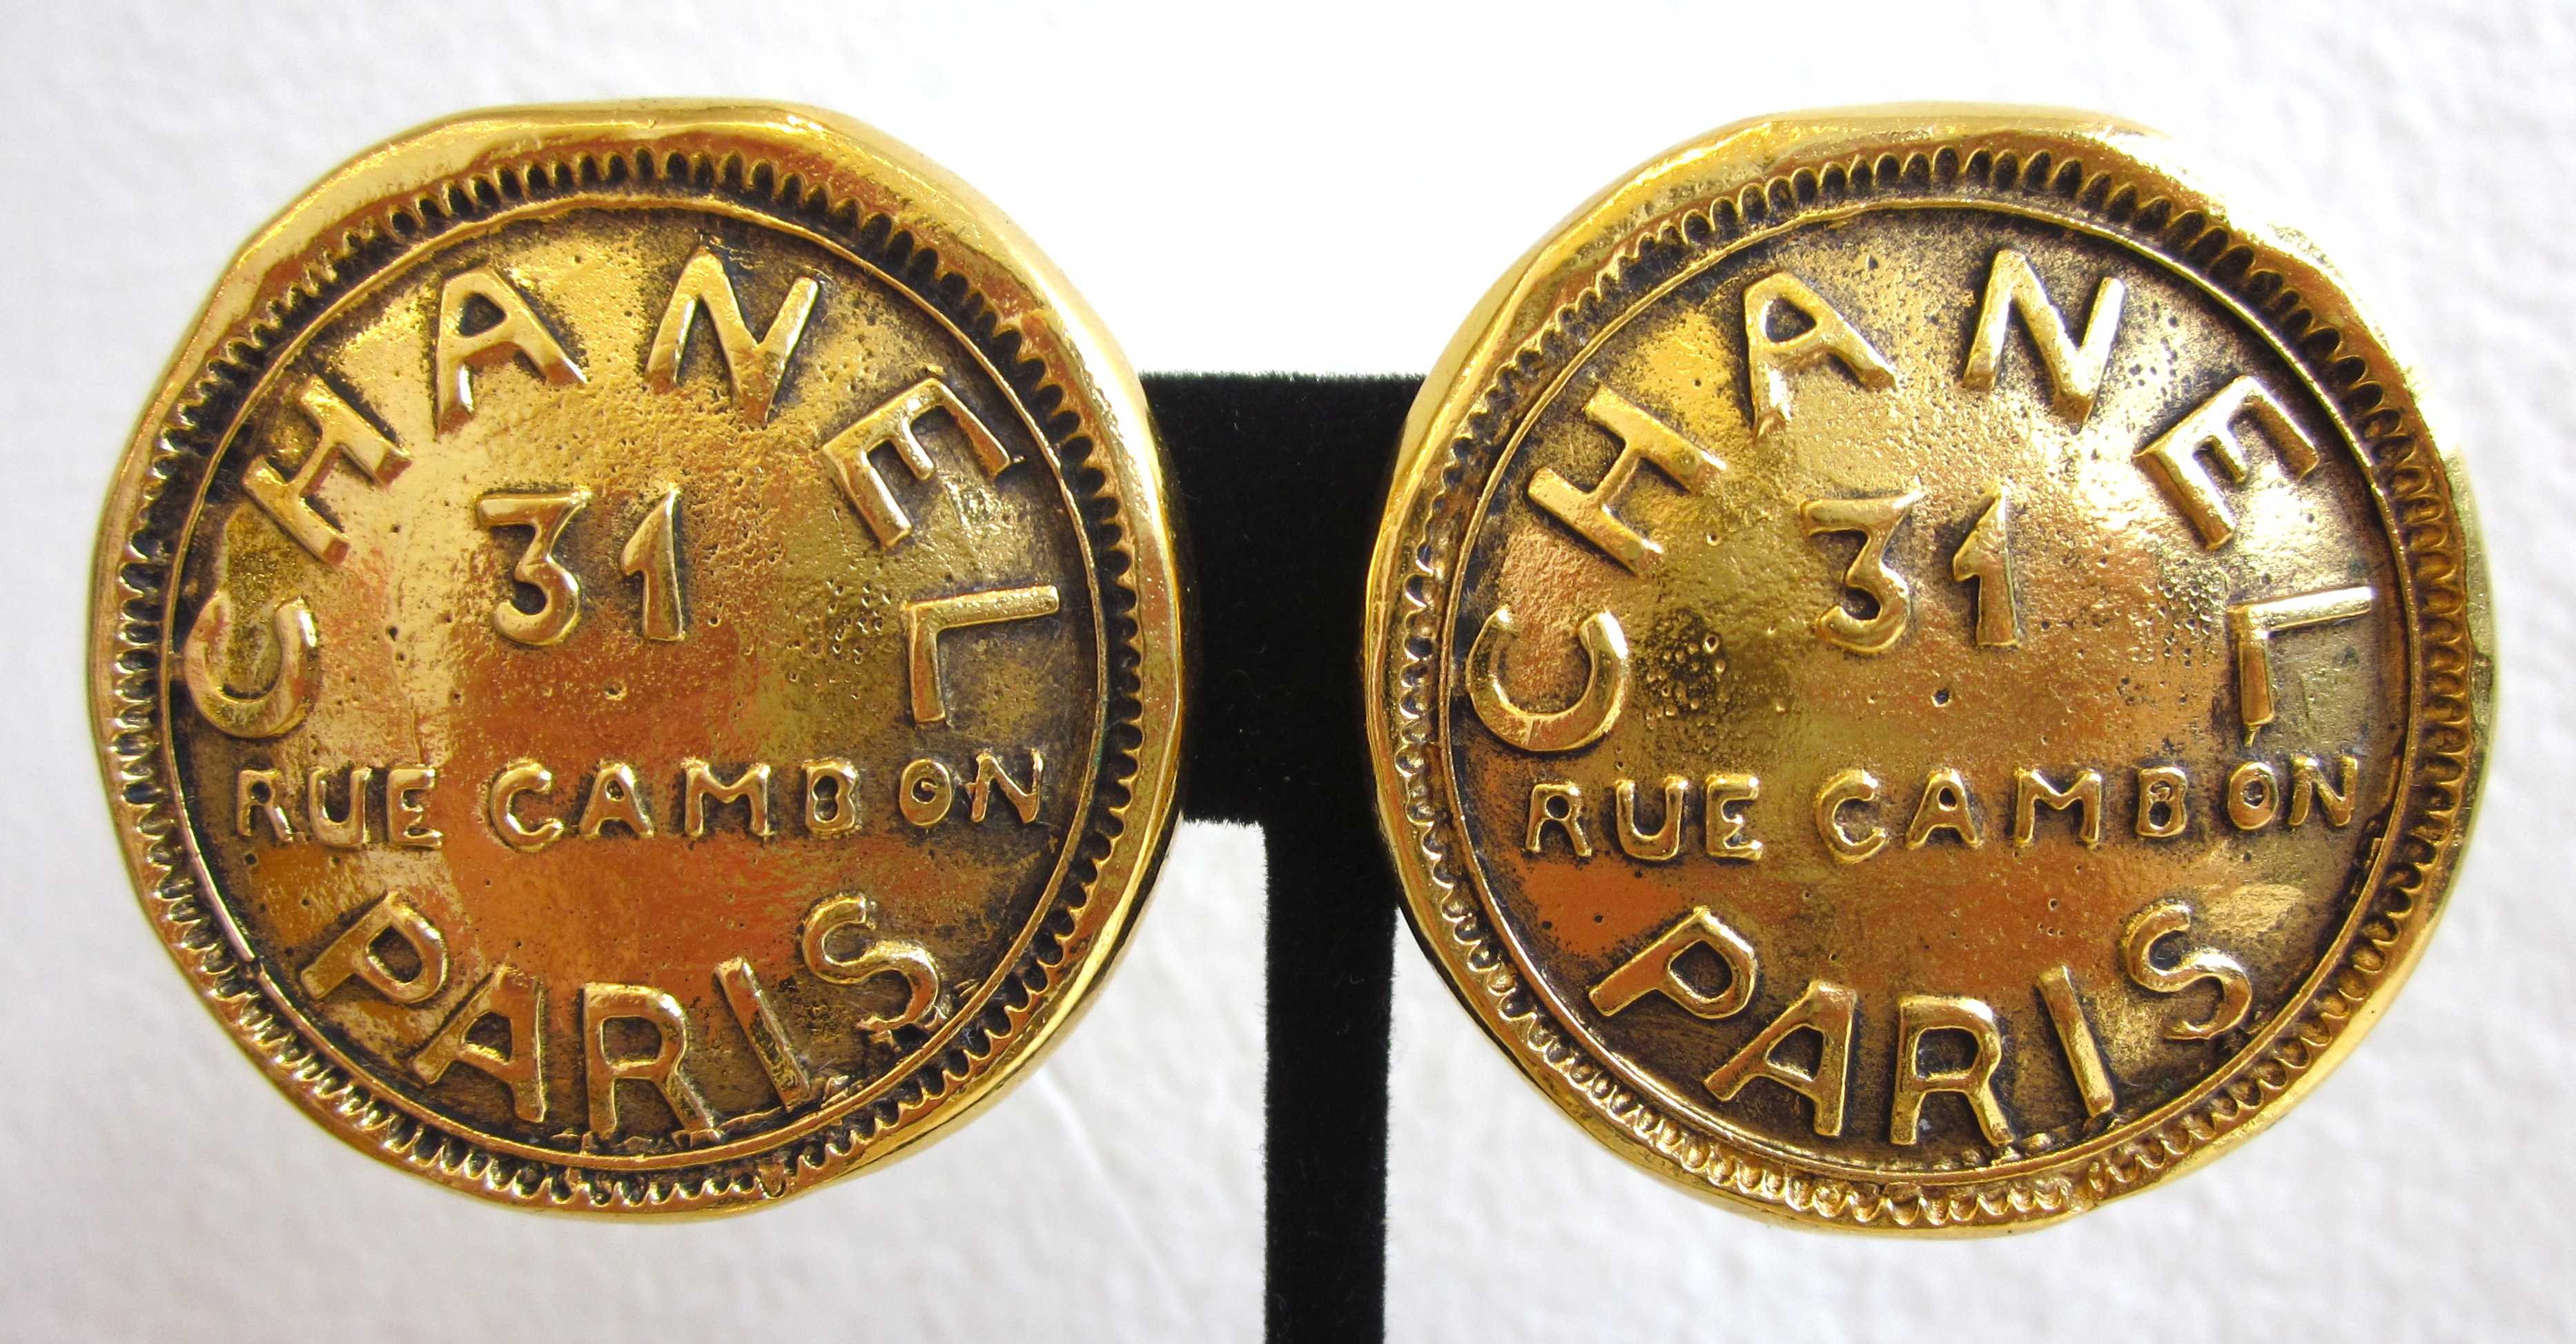 CHANEL
31
RUE CAMBON
PARIS
CHANEL
31
RUE CAMBON
PARIS